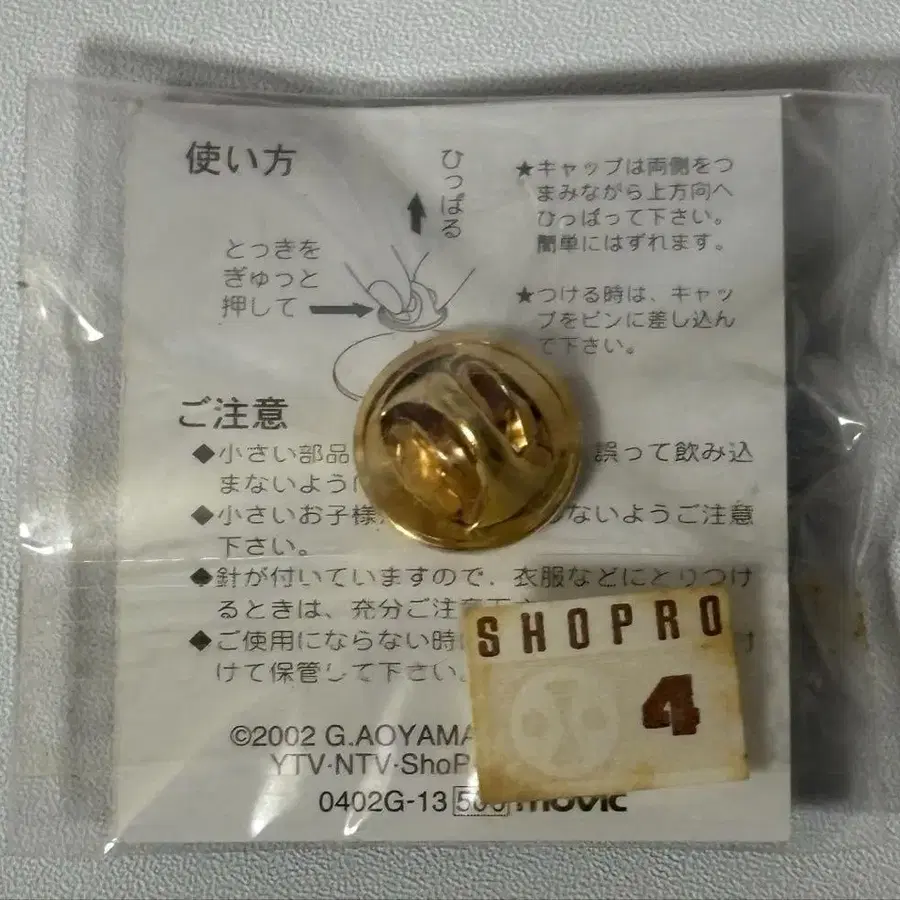 使い方
ひっぱる
とっきを
ぎゅっと
押して
★キャップは両側をつ
まみながら上方向へ
ひっぱって下さい。
簡単にはずれます。
★つける時は、キャッ
プをピンに差し込ん
で下さい。
ご注意
◆小さい部品 誤って飲み込
まないように
◆小さいお子様 ないようご注意
下さい。
◆針が付いていますので、衣服などにとりつけ
るときは、充分ご注意
◆ご使用にならない時に
けて保管して下さい。
SHOPRO
4
©2002 G.AOYAMA
YTV·NTV·ShoP
0402G-13 movic